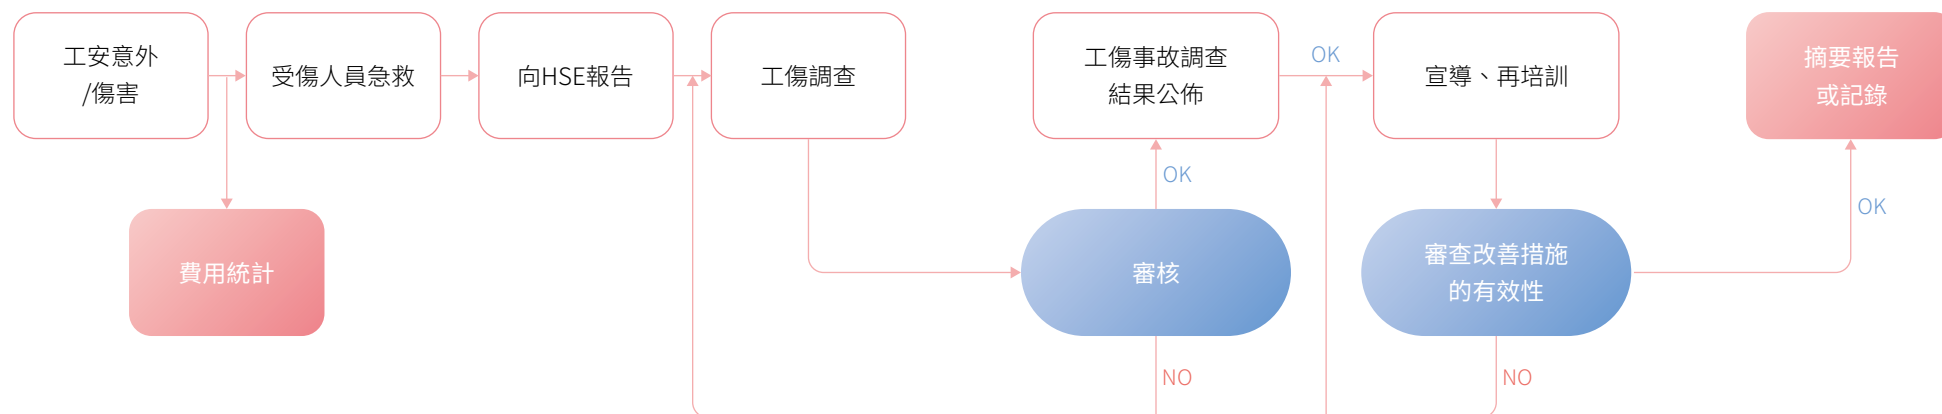 工安意外
/傷害
受傷人員急救
向HSE報告
工傷調查
工傷事故調查
結果公佈
OK
宣導、再培訓
摘要報告
或記錄
OK
OK
費用統計
審核
審查改善措施
的有效性
NO
NO